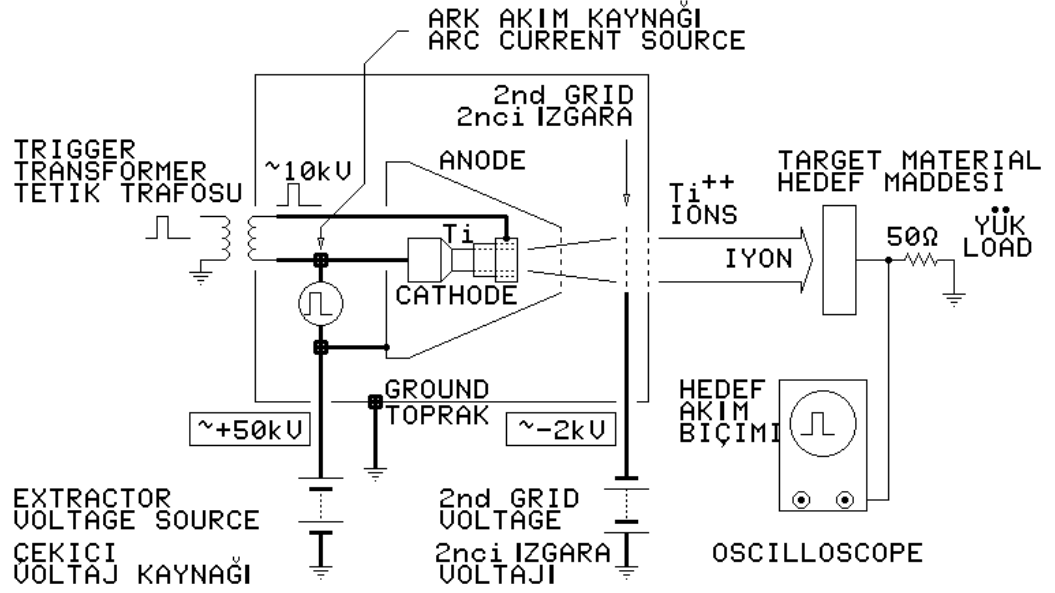 ARK AKIM KAYNAĞI
ARC CURRENT SOURCE
2nd GRID
2nci IZGARA
TRIGGER
TRANSFORMER
TETIK TRAFOSU
~10kV
ANODE
Ti++
IONS
TARGET MATERIAL
HEDEF MADDESI
YÜK
LOAD
50Ω
Ti
IYON
CATHODE
GROUND
TOPRAK
HEDEF
AKIM
BIÇIMI
~+50kV
~-2kV
EXTRACTOR
VOLTAGE SOURCE
ÇEKICI
VOLTAJ KAYNAĞI
2nd GRID
VOLTAGE
2nci IZGARA
VOLTAJI
OSCILLOSCOPE